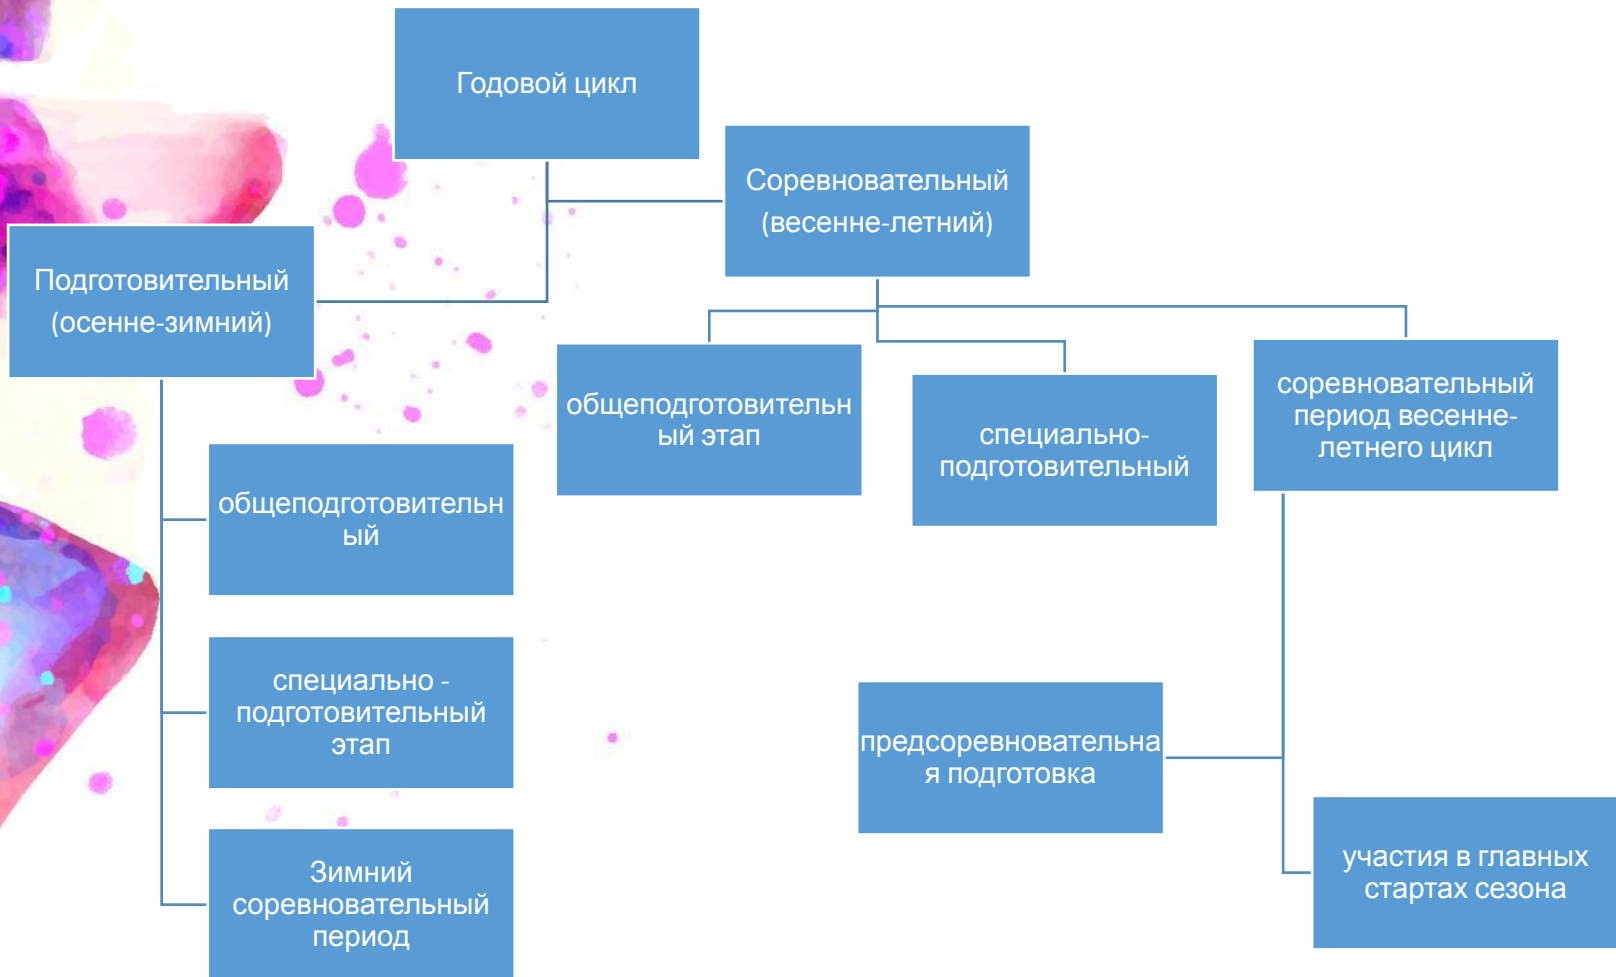 Годовой цикл
Соревновательный
(весенне-летний)
Подготовительный
(осенне-зимний)
общеподготовительн
ый этап
специально-
подготовительный
соревновательный
период весенне-
летнего цикл
общеподготовительн
ый
специально -
подготовительный
этап
предсоревновательна
я подготовка
участия в главных
стартах сезона
Зимний
соревновательный
период